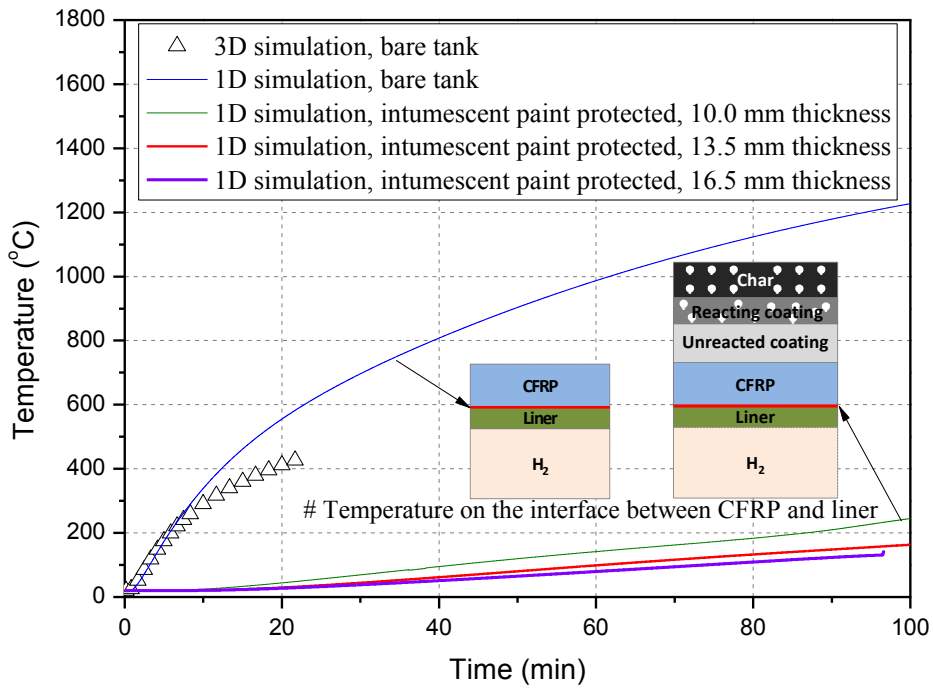 1800
1600
1400
1200
1000
800
600
400
200
0
Temperature (°C)
3D simulation, bare tank
1D simulation, bare tank
1D simulation, intumescent paint protected, 10.0 mm thickness
1D simulation, intumescent paint protected, 13.5 mm thickness
1D simulation, intumescent paint protected, 16.5 mm thickness
CFRP
Liner
H2
Char
Reacting coating
Unreacted coating
CFRP
Liner
H2
# Temperature on the interface between CFRP and liner
0 20 40 60 80 100
Time (min)